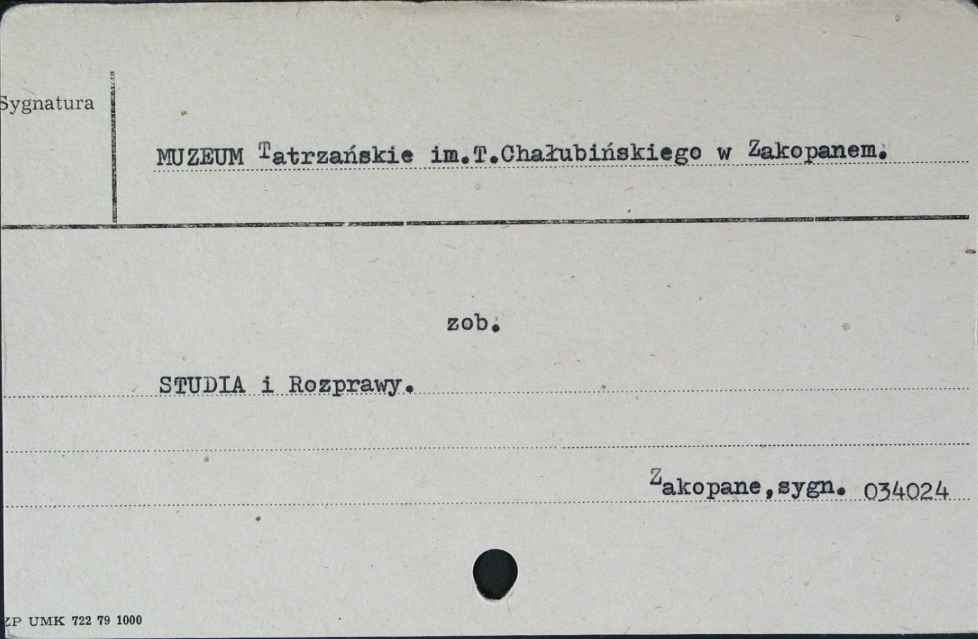 Sygnatura
MUZEUM Tatrzańskie im.T.Chałubińskiego w Zakopanem.
zob.
STUDIA i Rozprawy.
Zakopane,sygn. 034024
ZP UMK 722 79 1000